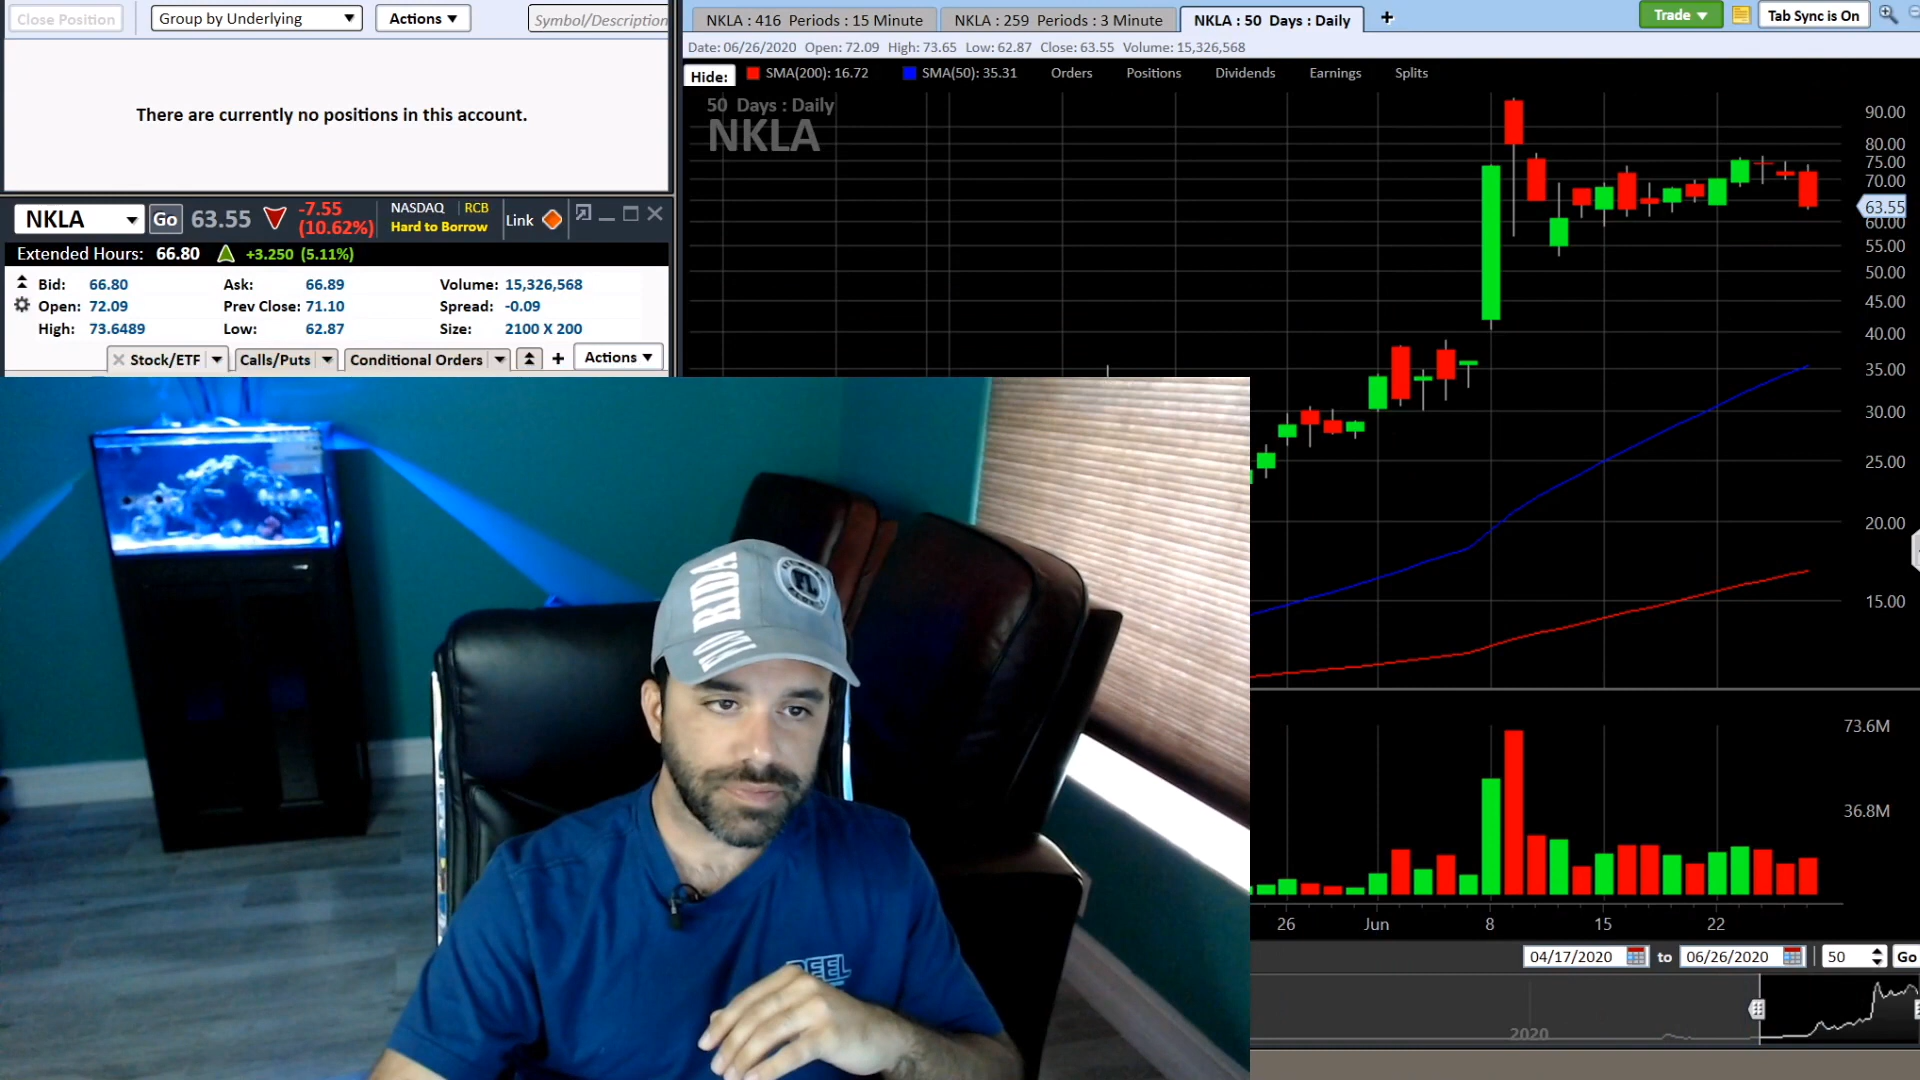 Close Position
Group by Underlying
Actions
Symbol/Description
There are currently no positions in this account.
NKLA
Go
63.55
-7.55
(10.62%)
NASDAQ RCB
Hard to Borrow
Link
Extended Hours: 66.80 +3.250 (5.11%)
Bid: 66.80 Ask: 66.89 Volume: 15,326,568
Open: 72.09 Prev Close: 71.10 Spread: -0.09
High: 73.6489 Low: 62.87 Size: 2100 X 200
Stock/ETF Calls/Puts Conditional Orders + Actions
NKLA : 416 Periods : 15 Minute
NKLA : 259 Periods : 3 Minute
NKLA : 50 Days : Daily
+
Trade
Tab Sync is On
Date: 06/26/2020 Open: 72.09 High: 73.65 Low: 62.87 Close: 63.55 Volume: 15,326,568
Hide: SMA(200): 16.72 SMA(50): 35.31 Orders Positions Dividends Earnings Splits
50 Days : Daily
NKLA
90.00
80.00
75.00
70.00
63.55
60.00
55.00
50.00
45.00
40.00
35.00
30.00
25.00
20.00
15.00
73.6M
36.8M
26 Jun 8 15 22
04/17/2020 to 06/26/2020 50 Go
2020
FL
REEL